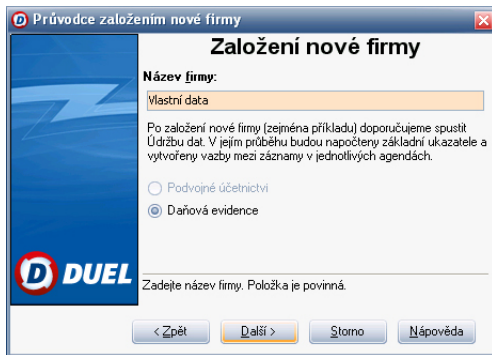 Průvodce založením nové firmy
Založení nové firmy
Název firmy:
Vlastní data
Po založení nové firmy (zejména příkladu) doporučujeme spustit
Údržbu dat. V jejím průběhu budou napočteny základní ukazatele a
vytvořeny vazby mezi záznamy v jednotlivých agendách.
Podvojné účetnictví
Daňová evidence
DUEL
Zadejte název firmy. Položka je povinná.
< Zpět
Další >
Storno
Nápověda